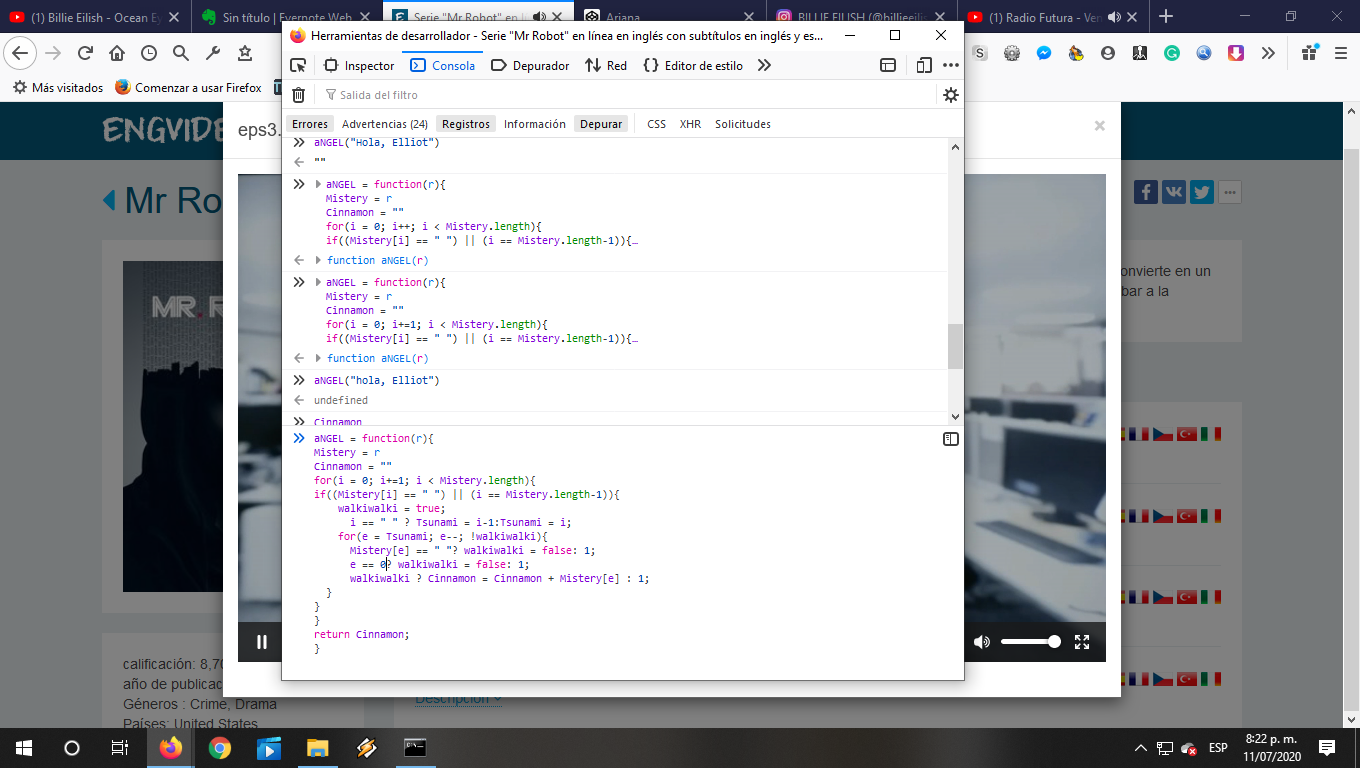 (1) Billie Eilish - Ocean Ey
Sin título | Evernote Web
Serie "Mr Robot" en lí
Ariana
BILLIE EILISH (@billieeilis
(1) Radio Futura - Ven
Herramientas de desarrollador - Serie "Mr Robot" en línea en inglés con subtítulos en inglés y es...
Inspector
Consola
Depurador
Red
Editor de estilo
Más visitados
Comenzar a usar Firefox
Salida del filtro
Errores
Advertencias (24)
Registros
Información
Depurar
CSS
XHR
Solicitudes
ENGVIDE
eps3.
×
Mr Ro
MR. R
aNGEL("Hola, Elliot")
""
aNGEL = function(r){
Mistery = r
Cinnamon = ""
for(i = 0; i++; i < Mistery.length){
if((Mistery[i] == " ") || (i == Mistery.length-1)){…
function aNGEL(r)
aNGEL = function(r){
Mistery = r
Cinnamon = ""
for(i = 0; i+=1; i < Mistery.length){
if((Mistery[i] == " ") || (i == Mistery.length-1)){…
function aNGEL(r)
aNGEL("hola, Elliot")
undefined
Cinnamon
aNGEL = function(r){
Mistery = r
Cinnamon = ""
for(i = 0; i+=1; i < Mistery.length){
if((Mistery[i] == " ") || (i == Mistery.length-1)){
walkiwalki = true;
i == " " ? Tsunami = i-1:Tsunami = i;
for(e = Tsunami; e--; !walkiwalki){
Mistery[e] == " "? walkiwalki = false: 1;
e == 0? walkiwalki = false: 1;
walkiwalki ? Cinnamon = Cinnamon + Mistery[e] : 1;
}
}
}
return Cinnamon;
}
onvierte en un
bar a la
calificación: 8,70
año de publicac
Géneros : Crime, Drama
Países: United States
Descripción
ESP
8:22 p. m.
11/07/2020